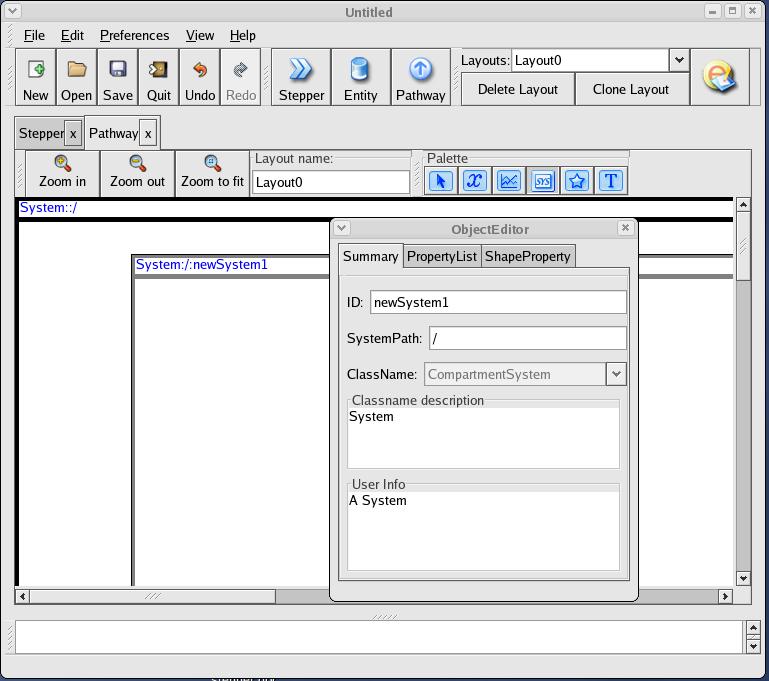 Untitled
File Edit Preferences View Help
New Open Save Quit Undo Redo Stepper Entity Pathway
Layouts: Layout0
Delete Layout Clone Layout
Stepper x Pathway x
Zoom in Zoom out Zoom to fit
Layout name:
Layout0
Palette
x SYS T
System::/
System:/:newSystem1
ObjectEditor
Summary PropertyList ShapeProperty
ID: newSystem1
SystemPath: /
ClassName: CompartmentSystem
Classname description
System
User Info
A System